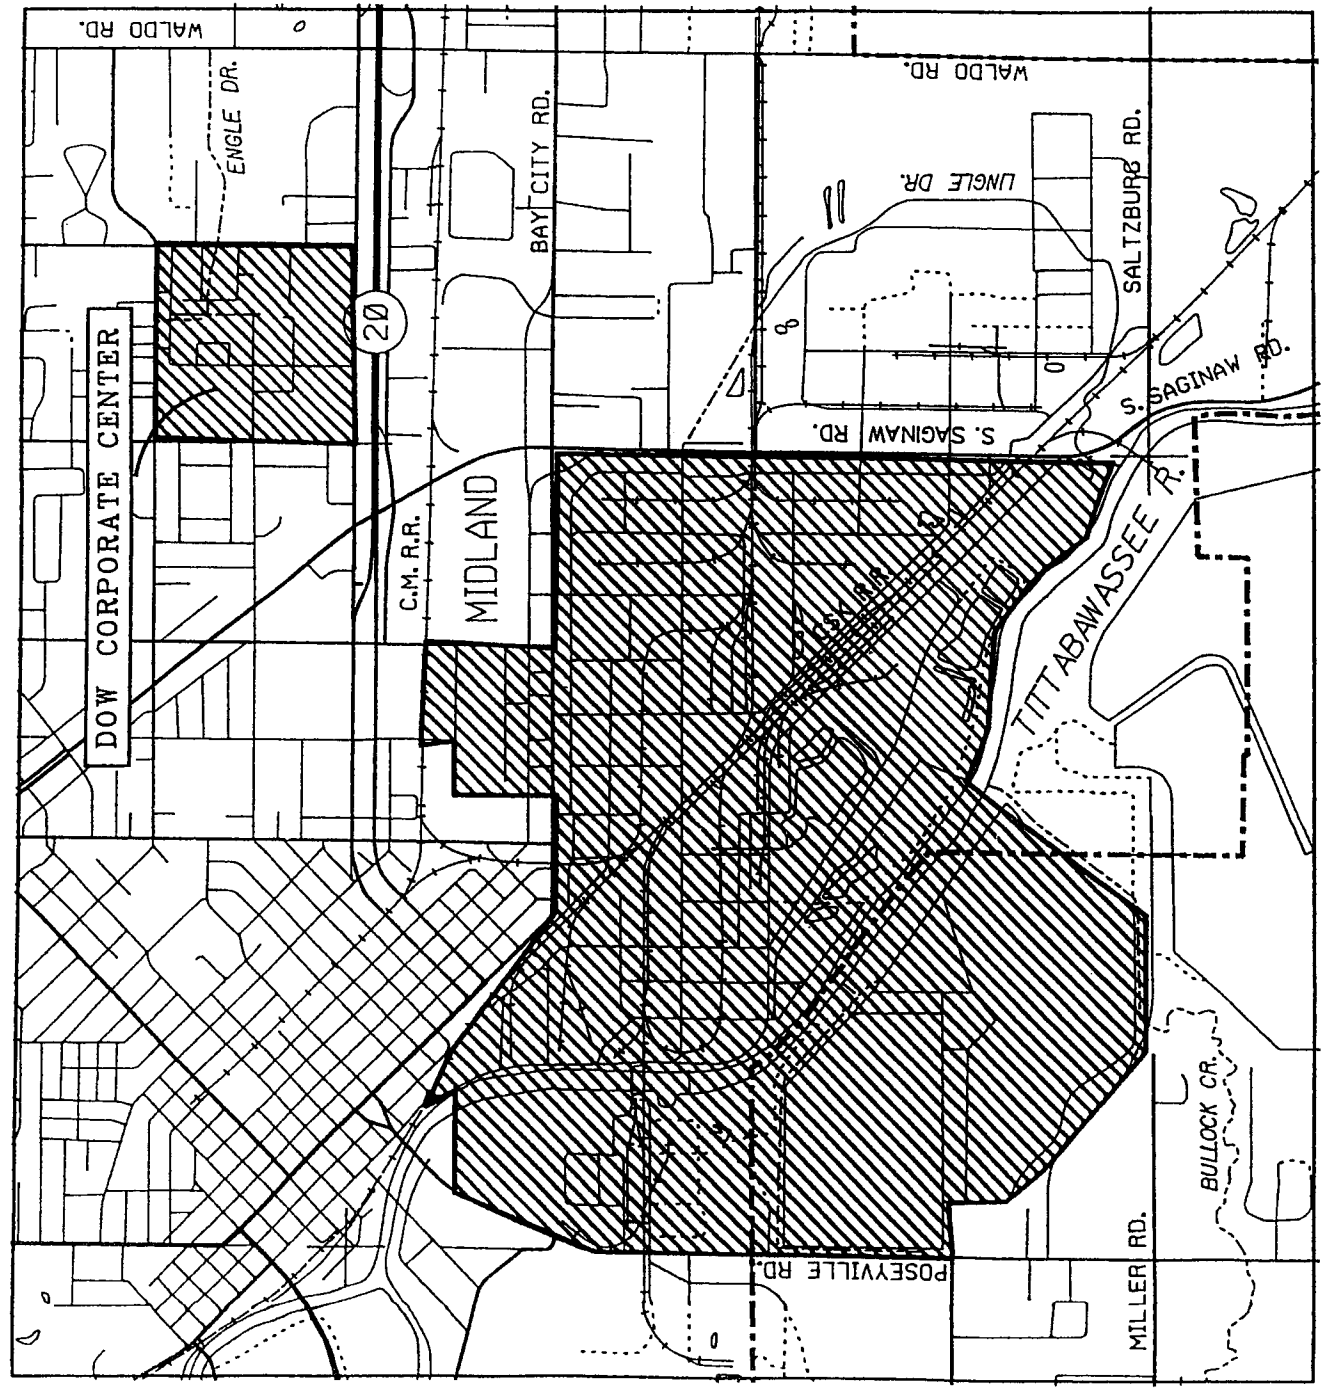 WALDO RD.
WALDO RD.
ENGLE DR.
BAY CITY RD.
UNGLE DR.
SALTZBURG RD.
20
DOW CORPORATE CENTER
S. SAGINAW RD.
S. SAGINAW RD.
C.M. R.R.
MIDLAND
CSX R.R.
TITTABAWASSEE R.
POSEYVILLE RD.
MILLER RD.
BULLOCK CR.